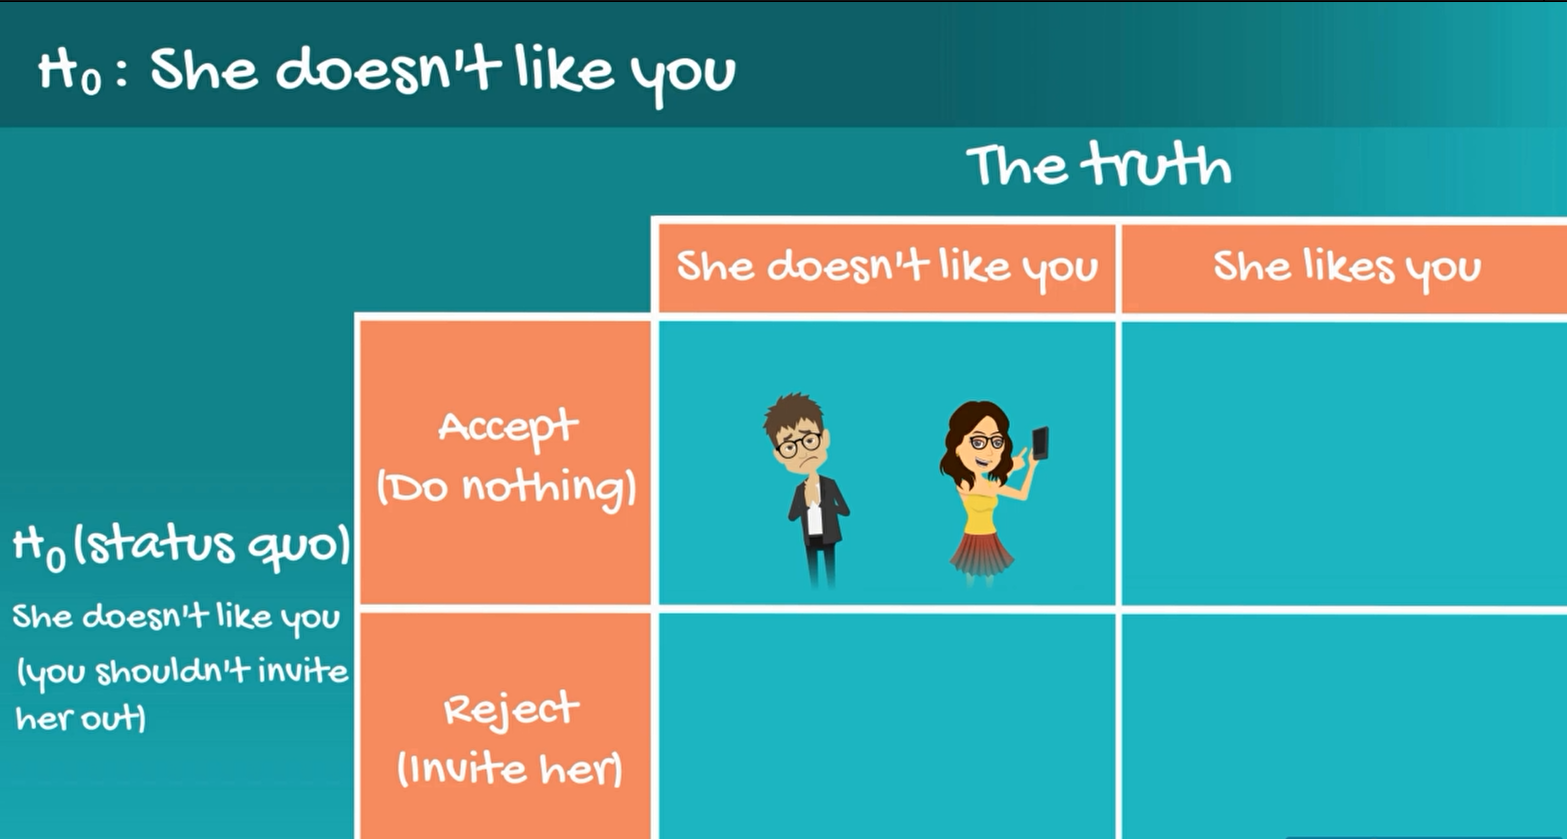 H₀ : She doesn't like you
The truth
She doesn't like you
She likes you
Accept
(Do nothing)
H₀ (status quo)
She doesn't like you
(you shouldn't invite
her out)
Reject
(Invite her)